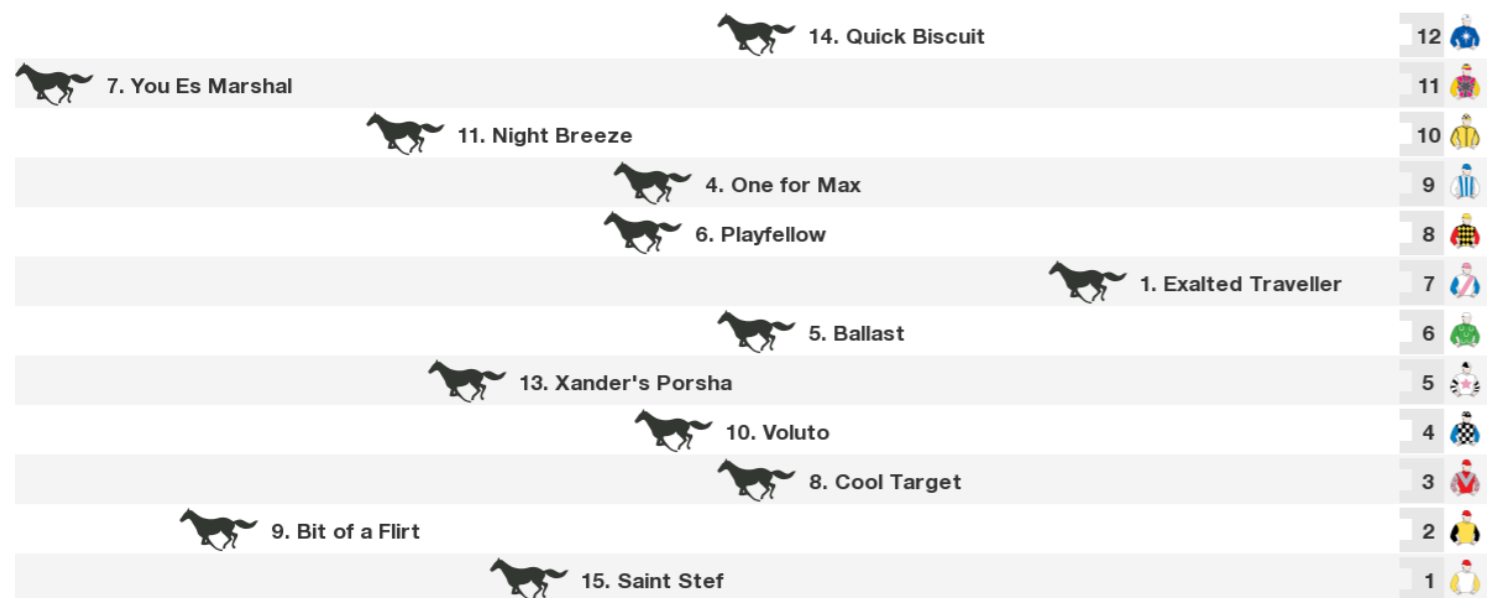 14. Quick Biscuit 12
7. You Es Marshal 11
11. Night Breeze 10
4. One for Max 9
6. Playfellow 8
1. Exalted Traveller 7
5. Ballast 6
13. Xander's Porsha 5
10. Voluto 4
8. Cool Target 3
9. Bit of a Flirt 2
15. Saint Stef 1